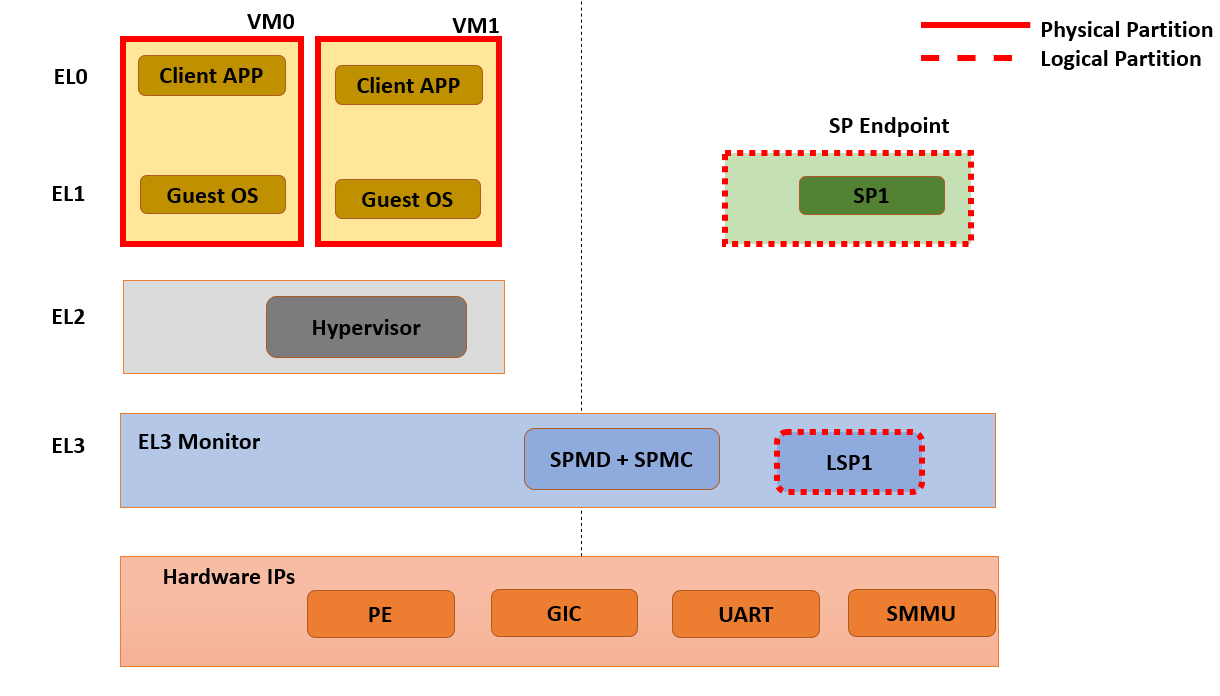 VM0
VM1
Physical Partition
Logical Partition
EL0
Client APP
Client APP
SP Endpoint
EL1
Guest OS
Guest OS
SP1
EL2
Hypervisor
EL3
EL3 Monitor
SPMD + SPMC
LSP1
Hardware IPs
PE
GIC
UART
SMMU